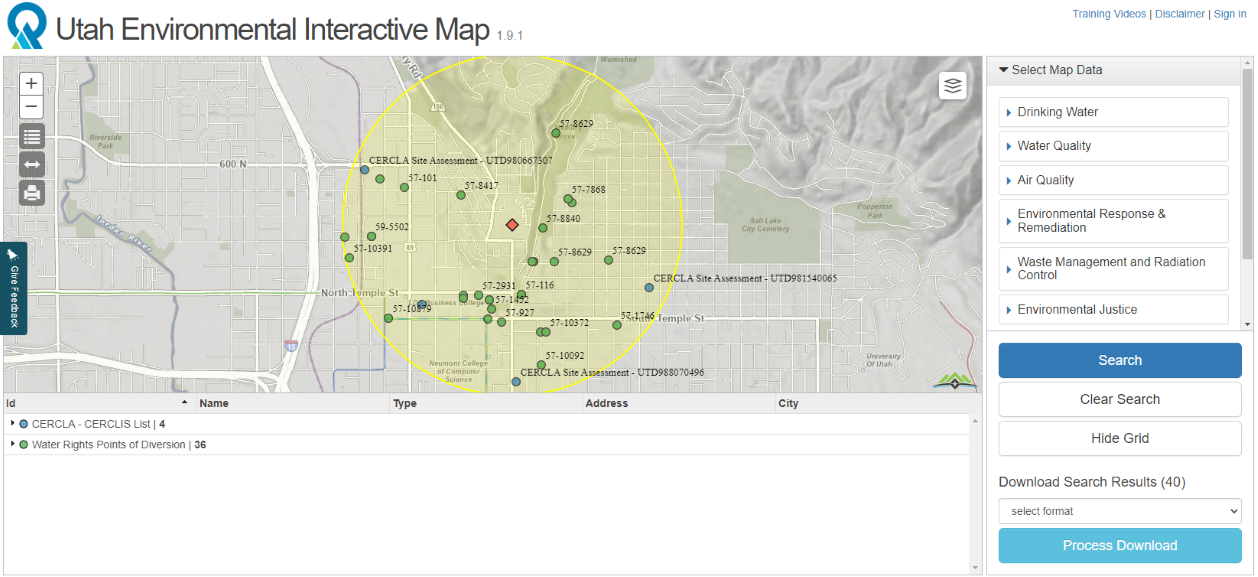 Utah Environmental Interactive Map 1.9.1
Training Videos | Disclaimer | Sign in
Watershed
186
57-8629
Riverside
Park
600 N
CERCLA Site Assessment - UTD980667307
57-101
57-8417
57-7868
Popperton
Park
Salt Lake
City Cemetery
57-8840
Jordan River
59-5502
89
57-10391
57-8629
57-8629
CERCLA Site Assessment - UTD981540065
North Temple St
57-2931
57-116
Business College
57-1452
57-10879
57-927
57-1746
South Temple St
57-10372
15
57-10092
Neumont College
of Computer
Science
University
Of Utah
CERCLA Site Assessment - UTD988070496
Give Feedback
Id
Name
Type
Address
City
CERCLA - CERCLIS List | 4
Water Rights Points of Diversion | 36
Select Map Data
Drinking Water
Water Quality
Air Quality
Environmental Response &
Remediation
Waste Management and Radiation
Control
Environmental Justice
Search
Clear Search
Hide Grid
Download Search Results (40)
select format
Process Download